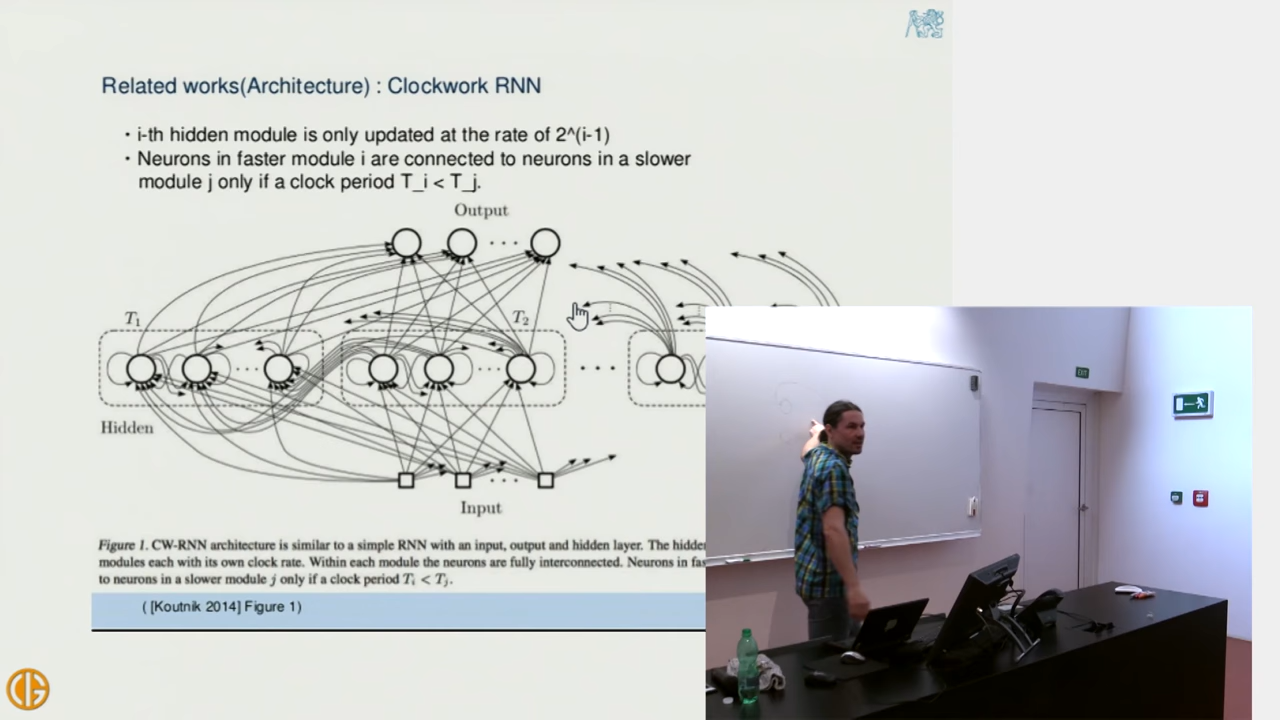 Related works(Architecture) : Clockwork RNN
• i-th hidden module is only updated at the rate of 2^(i-1)
• Neurons in faster module i are connected to neurons in a slower
module j only if a clock period T_i < T_j.
Output
T₁
T₂
Hidden
Input
Figure 1. CW-RNN architecture is similar to a simple RNN with an input, output and hidden layer. The hidde
modules each with its own clock rate. Within each module the neurons are fully interconnected. Neurons in fas
to neurons in a slower module j only if a clock period Tᵢ < Tⱼ.
( [Koutnik 2014] Figure 1)
EXIT